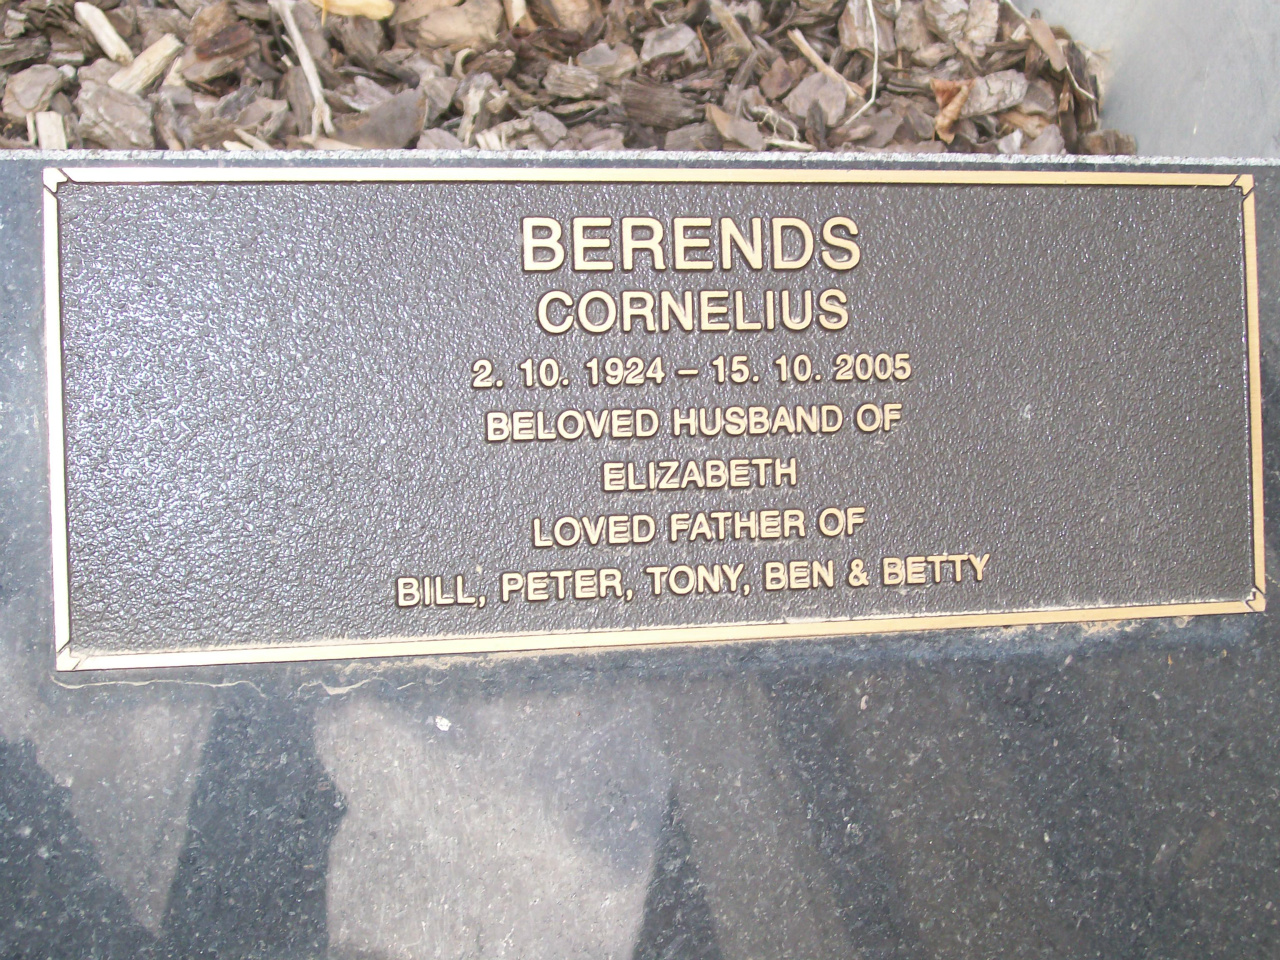 BERENDS
CORNELIUS
2. 10. 1924 – 15. 10. 2005
BELOVED HUSBAND OF
ELIZABETH
LOVED FATHER OF
BILL, PETER, TONY, BEN & BETTY